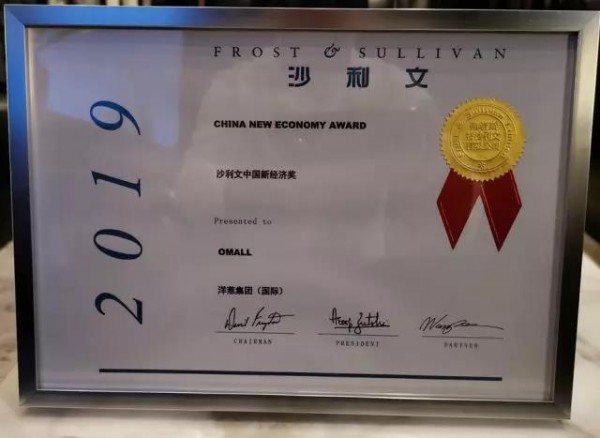 2019
FROST & SULLIVAN
沙利文
CHINA NEW ECONOMY AWARD
沙利文中国新经济奖
Presented to
OMALL
洋葱集团（国际）
CHAIRMAN
PRESIDENT
PARTNER